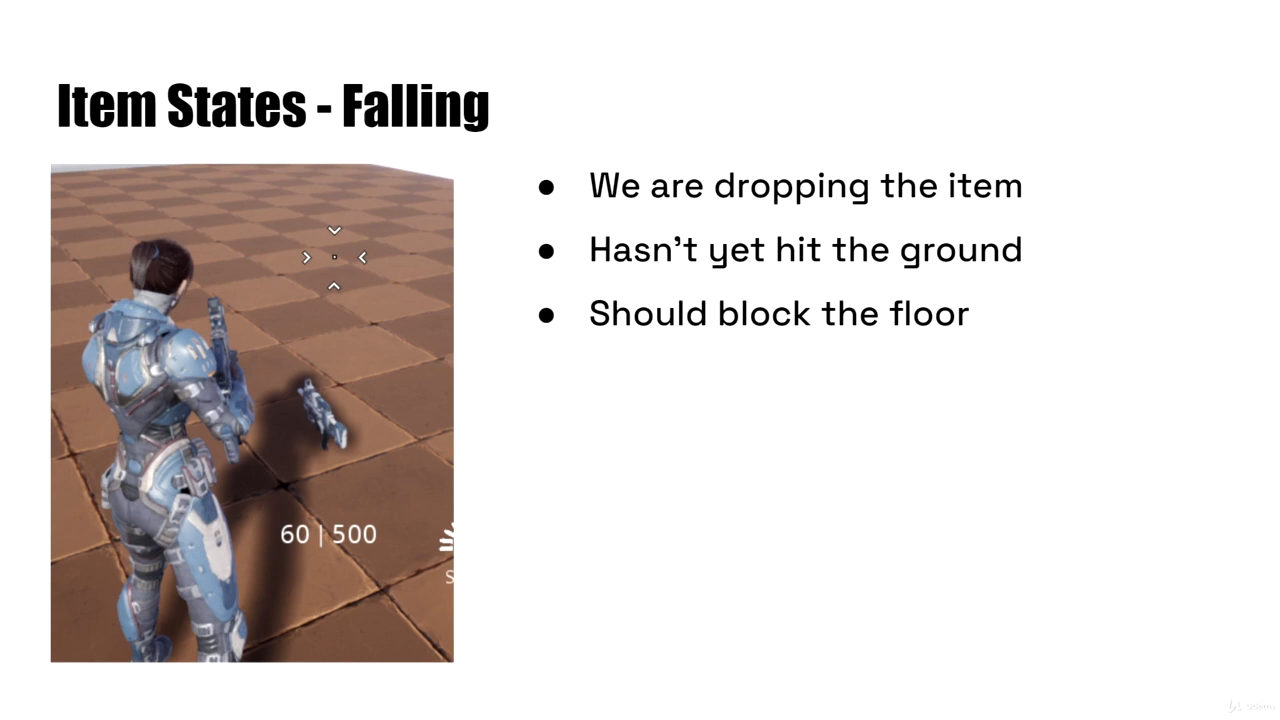 Item States - Falling
We are dropping the item
Hasn't yet hit the ground
Should block the floor
60 | 500
S